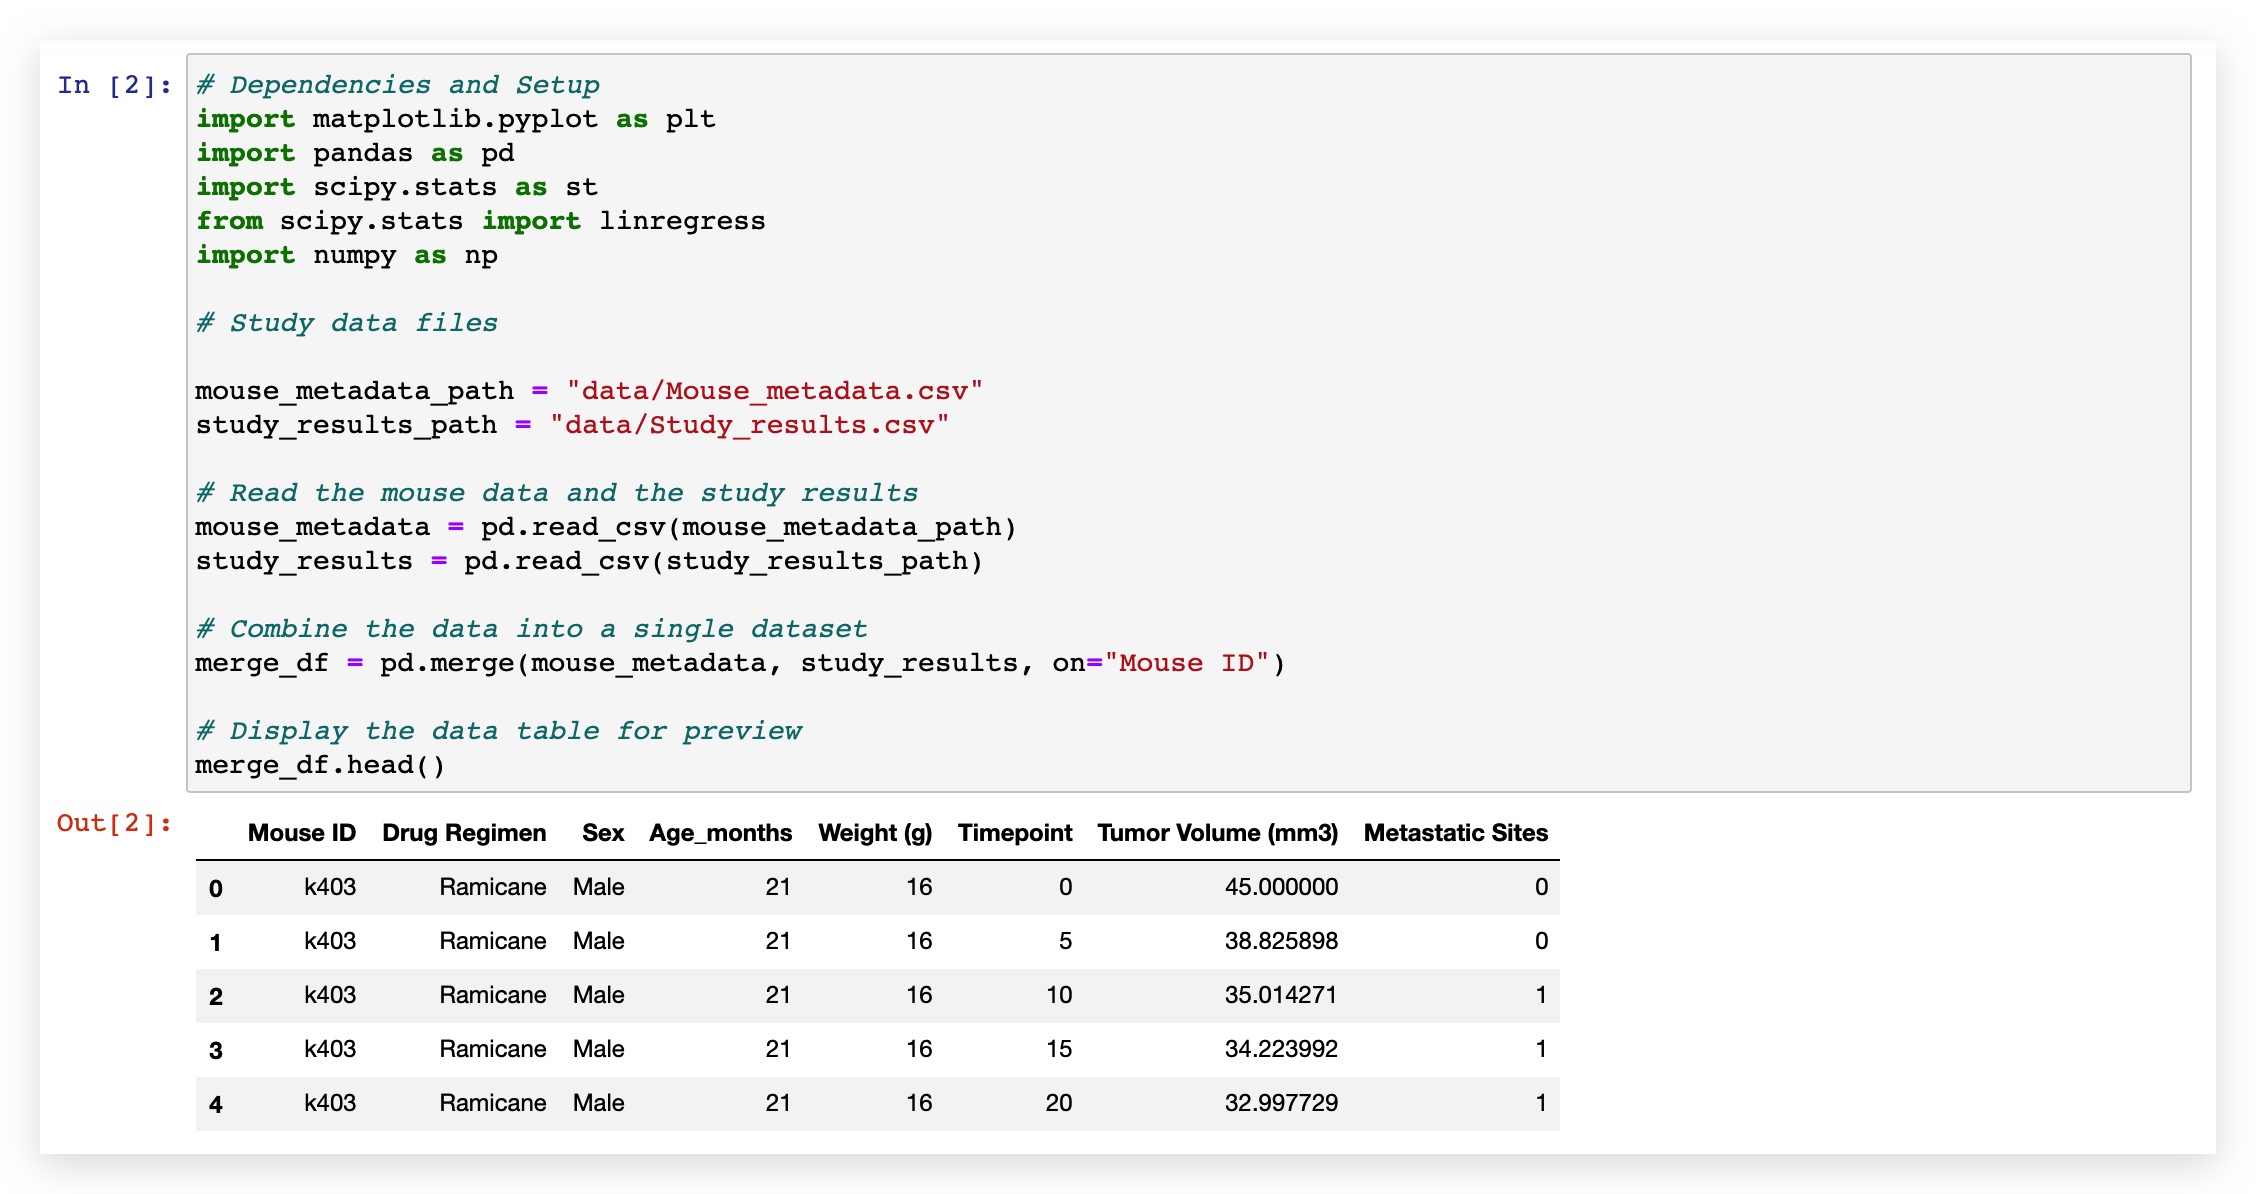 In [2]:
# Dependencies and Setup
import matplotlib.pyplot as plt
import pandas as pd
import scipy.stats as st
from scipy.stats import linregress
import numpy as np
# Study data files
mouse_metadata_path = "data/Mouse_metadata.csv"
study_results_path = "data/Study_results.csv"
# Read the mouse data and the study results
mouse_metadata = pd.read_csv(mouse_metadata_path)
study_results = pd.read_csv(study_results_path)
# Combine the data into a single dataset
merge_df = pd.merge(mouse_metadata, study_results, on="Mouse ID")
# Display the data table for preview
merge_df.head()
Out[2]:
Mouse ID Drug Regimen Sex Age_months Weight (g) Timepoint Tumor Volume (mm3) Metastatic Sites
0 k403 Ramicane Male 21 16 0 45.000000 0
1 k403 Ramicane Male 21 16 5 38.825898 0
2 k403 Ramicane Male 21 16 10 35.014271 1
3 k403 Ramicane Male 21 16 15 34.223992 1
4 k403 Ramicane Male 21 16 20 32.997729 1